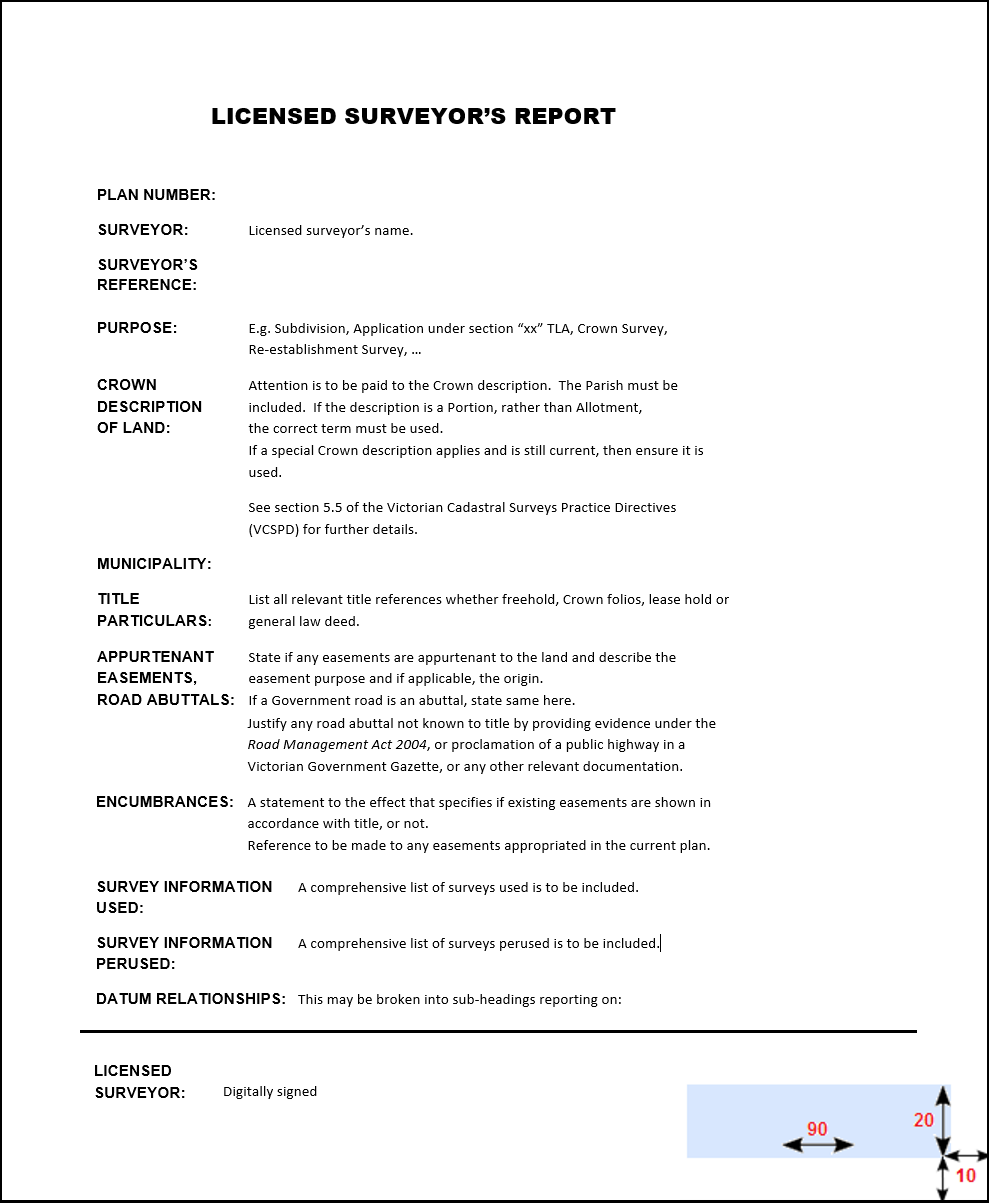 LICENSED SURVEYOR’S REPORT
PLAN NUMBER:
SURVEYOR: Licensed surveyor’s name.
SURVEYOR’S
REFERENCE:
PURPOSE: E.g. Subdivision, Application under section “xx” TLA, Crown Survey,
Re-establishment Survey, …
CROWN Attention is to be paid to the Crown description. The Parish must be
DESCRIPTION included. If the description is a Portion, rather than Allotment,
OF LAND: the correct term must be used.
If a special Crown description applies and is still current, then ensure it is
used.
See section 5.5 of the Victorian Cadastral Surveys Practice Directives
(VCSPD) for further details.
MUNICIPALITY:
TITLE List all relevant title references whether freehold, Crown folios, lease hold or
PARTICULARS: general law deed.
APPURTENANT State if any easements are appurtenant to the land and describe the
EASEMENTS, easement purpose and if applicable, the origin.
ROAD ABUTTALS: If a Government road is an abuttal, state same here.
Justify any road abuttal not known to title by providing evidence under the
Road Management Act 2004, or proclamation of a public highway in a
Victorian Government Gazette, or any other relevant documentation.
ENCUMBRANCES: A statement to the effect that specifies if existing easements are shown in
accordance with title, or not.
Reference to be made to any easements appropriated in the current plan.
SURVEY INFORMATION A comprehensive list of surveys used is to be included.
USED:
SURVEY INFORMATION A comprehensive list of surveys perused is to be included.
PERUSED:
DATUM RELATIONSHIPS: This may be broken into sub-headings reporting on:
LICENSED
SURVEYOR: Digitally signed
20
90
10